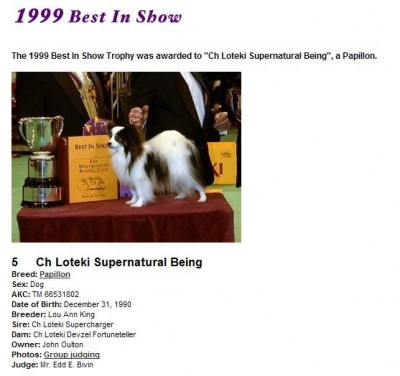 1999 Best In Show
The 1999 Best In Show Trophy was awarded to "Ch Loteki Supernatural Being", a Papillon.
BEST IN SHOW
THE
WESTMINSTER
KENNEL CLUB
5 Ch Loteki Supernatural Being
Breed: Papillon
Sex: Dog
AKC: TM 66531802
Date of Birth: December 31, 1990
Breeder: Lou Ann King
Sire: Ch Loteki Supercharger
Dam: Ch Loteki Devzel Fortuneteller
Owner: John Oulton
Photos: Group judging
Judge: Mr. Edd E. Bivin